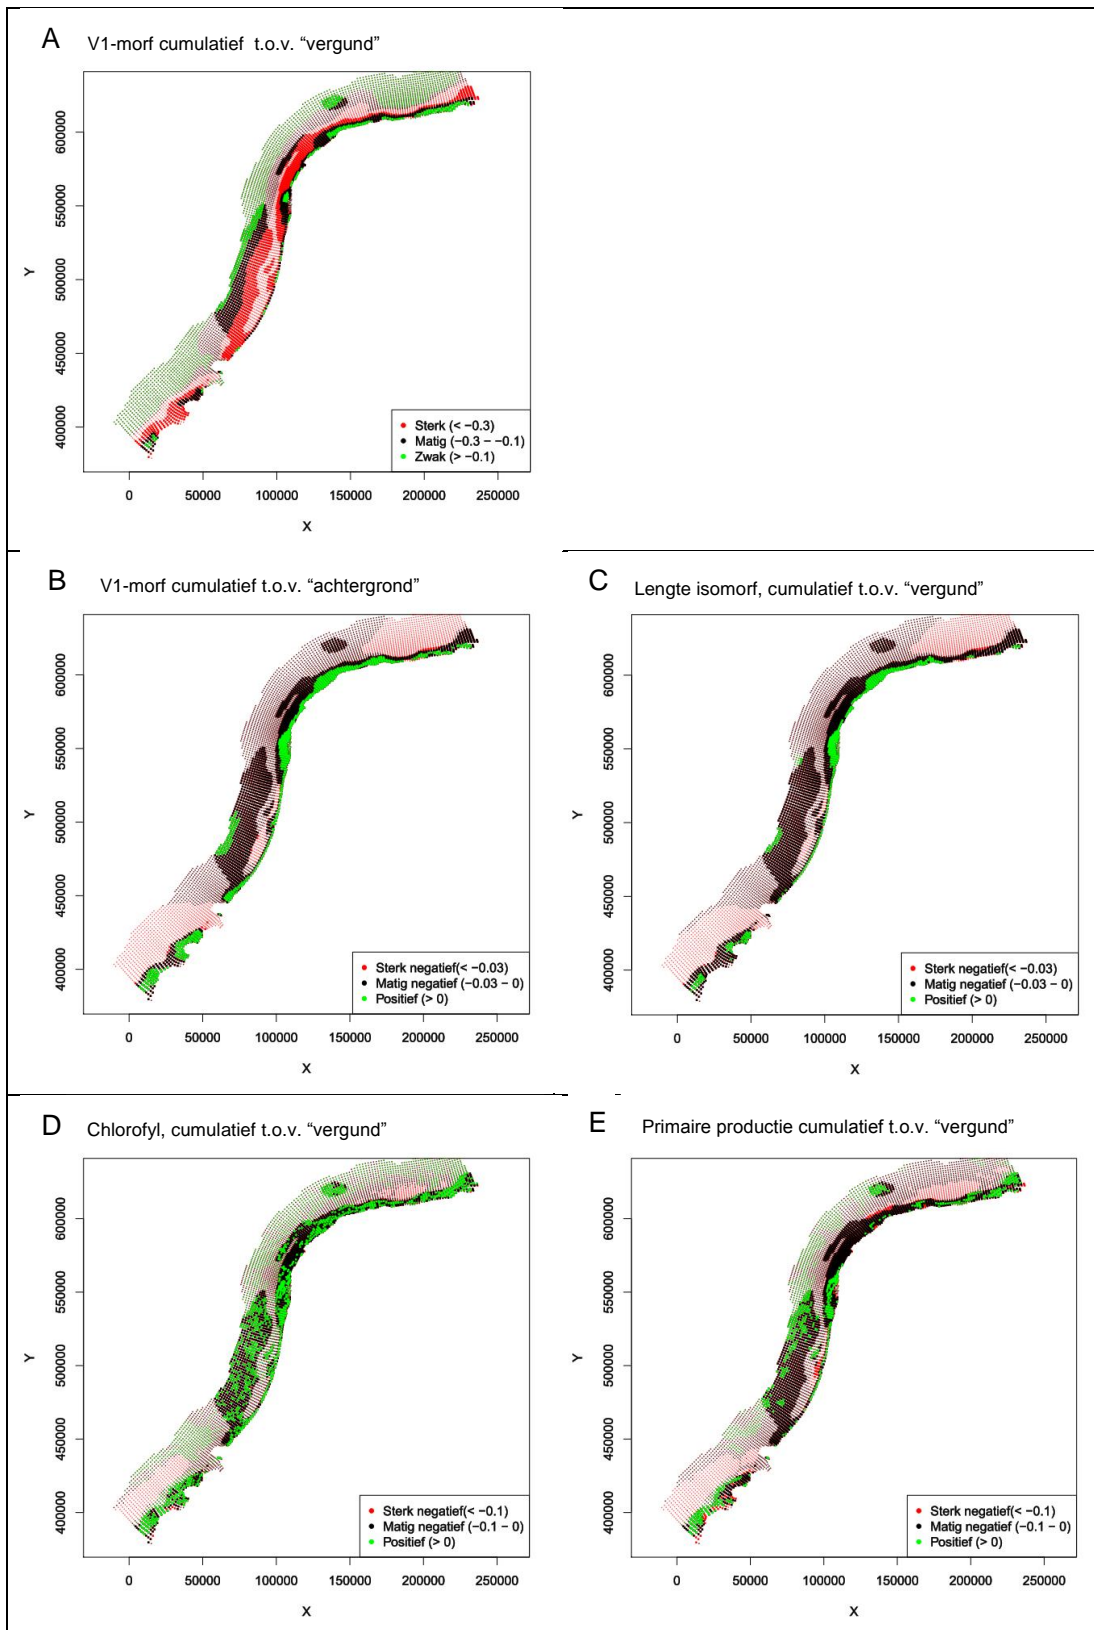 A V1-morf cumulatief t.o.v. “vergund”
Y
600000
550000
500000
450000
400000
Sterk (< −0.3)
Matig (−0.3 − −0.1)
Zwak (> −0.1)
0 50000 100000 150000 200000 250000
X
B V1-morf cumulatief t.o.v. “achtergrond”
Y
600000
550000
500000
450000
400000
Sterk negatief(< −0.03)
Matig negatief (−0.03 − 0)
Positief (> 0)
0 50000 100000 150000 200000 250000
X
C Lengte isomorf, cumulatief t.o.v. “vergund”
Y
600000
550000
500000
450000
400000
Sterk negatief(< −0.03)
Matig negatief (−0.03 − 0)
Positief (> 0)
0 50000 100000 150000 200000 250000
X
D Chlorofyl, cumulatief t.o.v. “vergund”
Y
600000
550000
500000
450000
400000
Sterk negatief(< −0.1)
Matig negatief (−0.1 − 0)
Positief (> 0)
0 50000 100000 150000 200000 250000
X
E Primaire productie cumulatief t.o.v. “vergund”
Y
600000
550000
500000
450000
400000
Sterk negatief(< −0.1)
Matig negatief (−0.1 − 0)
Positief (> 0)
0 50000 100000 150000 200000 250000
X